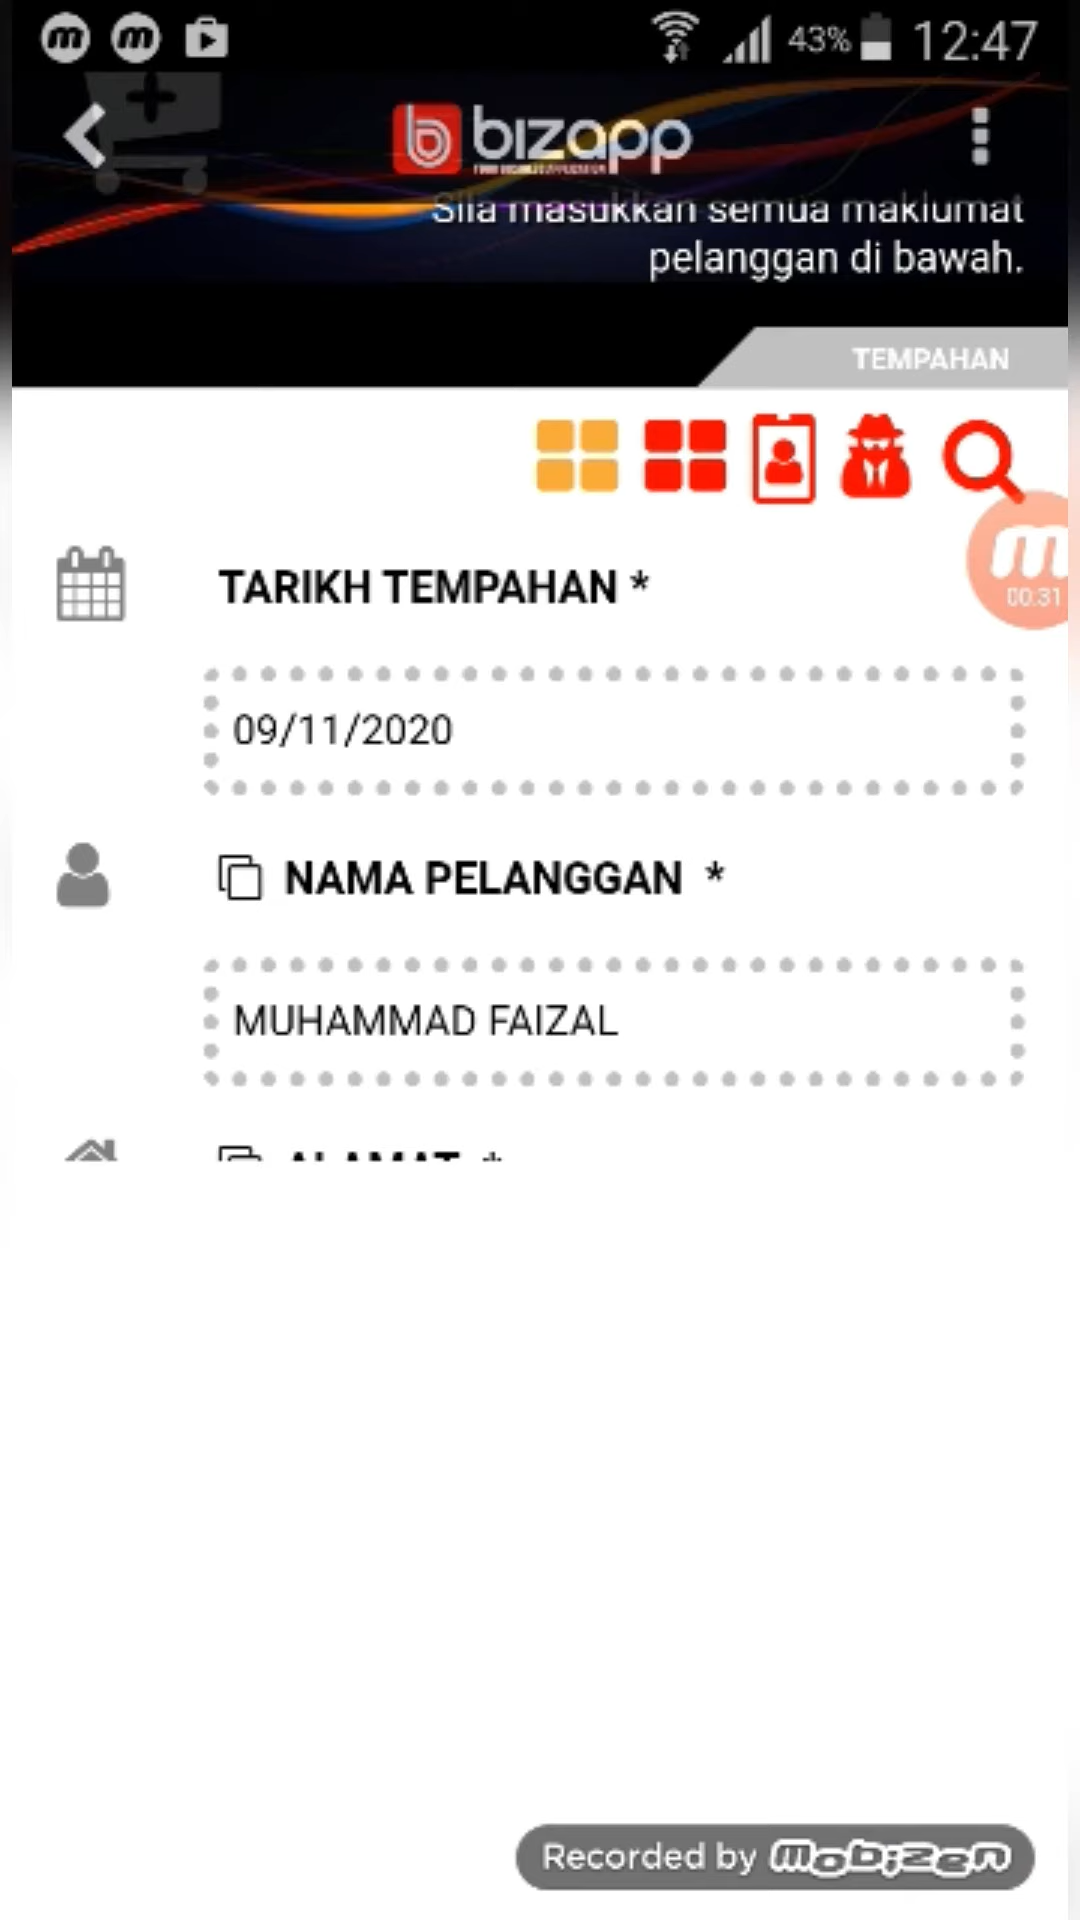 43% 12:47
bizapp
Sila masukkan semua maklumat
pelanggan di bawah.
TEMPAHAN
TARIKH TEMPAHAN *
00:31
09/11/2020
NAMA PELANGGAN *
MUHAMMAD FAIZAL
ALAMAT *
Recorded by mobizen